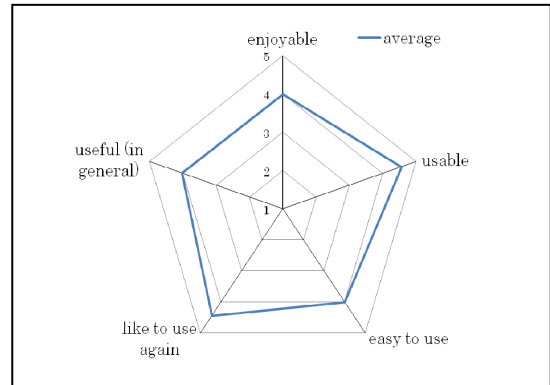 enjoyable
average
5
4
3
2
1
usable
useful (in
general)
easy to use
like to use
again